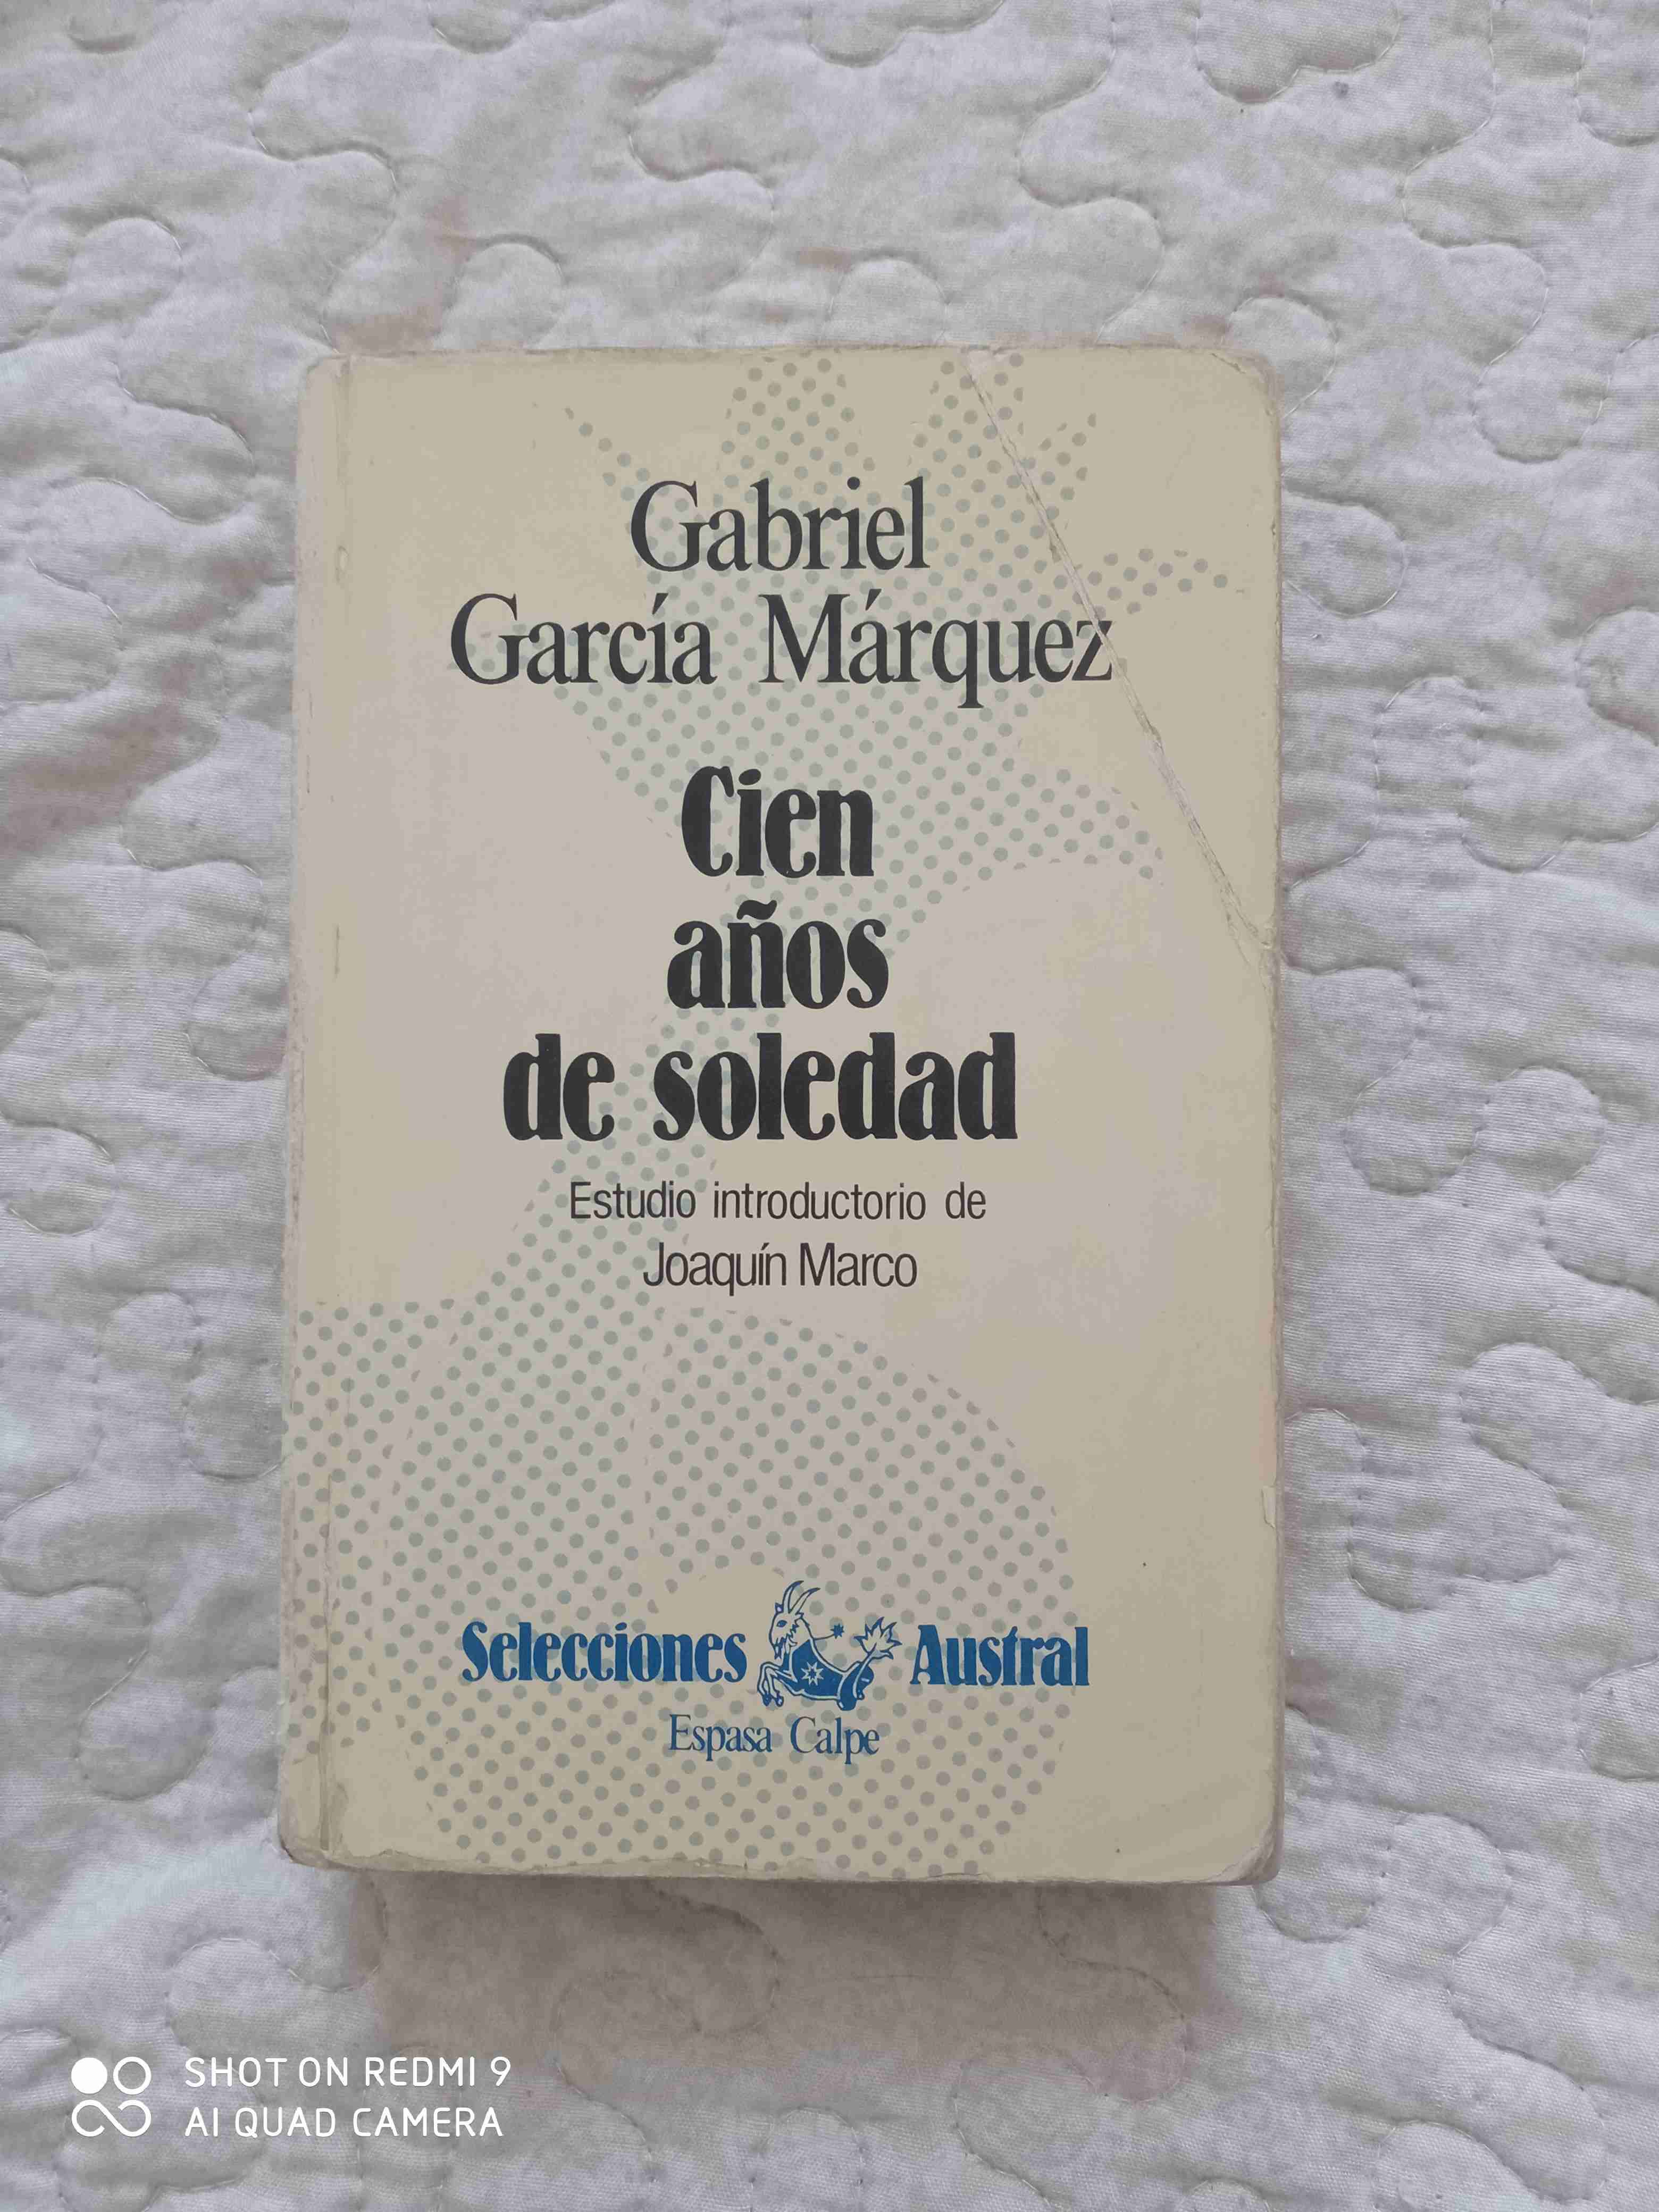 Gabriel
García Márquez
Cien
años
de soledad
Estudio introductorio de
Joaquín Marco
Selecciones Austral
Espasa Calpe
SHOT ON REDMI 9
AI QUAD CAMERA